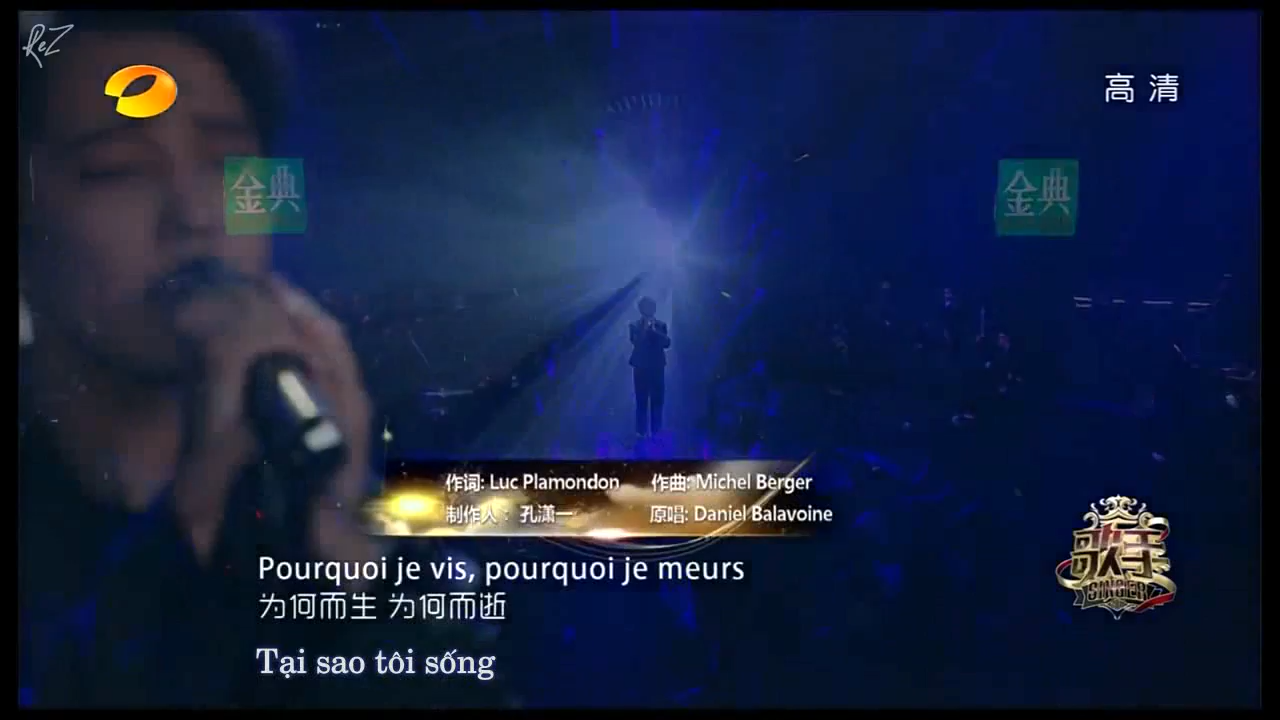 ReZ
高清
金典
金典
作词: Luc Plamondon 作曲: Michel Berger
制作人: 孔潇一 原唱: Daniel Balavoine
Pourquoi je vis, pourquoi je meurs
为何而生 为何而逝
Tại sao tôi sống
歌手
SINGER